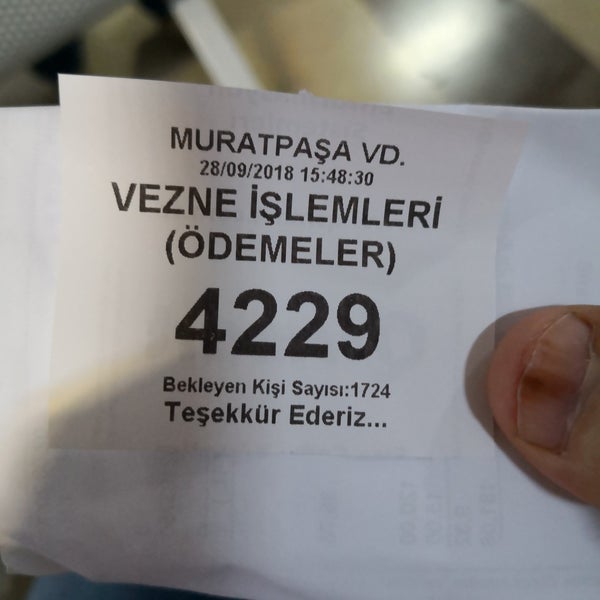 MURATPAŞA VD.
28/09/2018 15:48:30
VEZNE İŞLEMLERİ
(ÖDEMELER)
4229
Bekleyen Kişi Sayısı:1724
Teşekkür Ederiz...